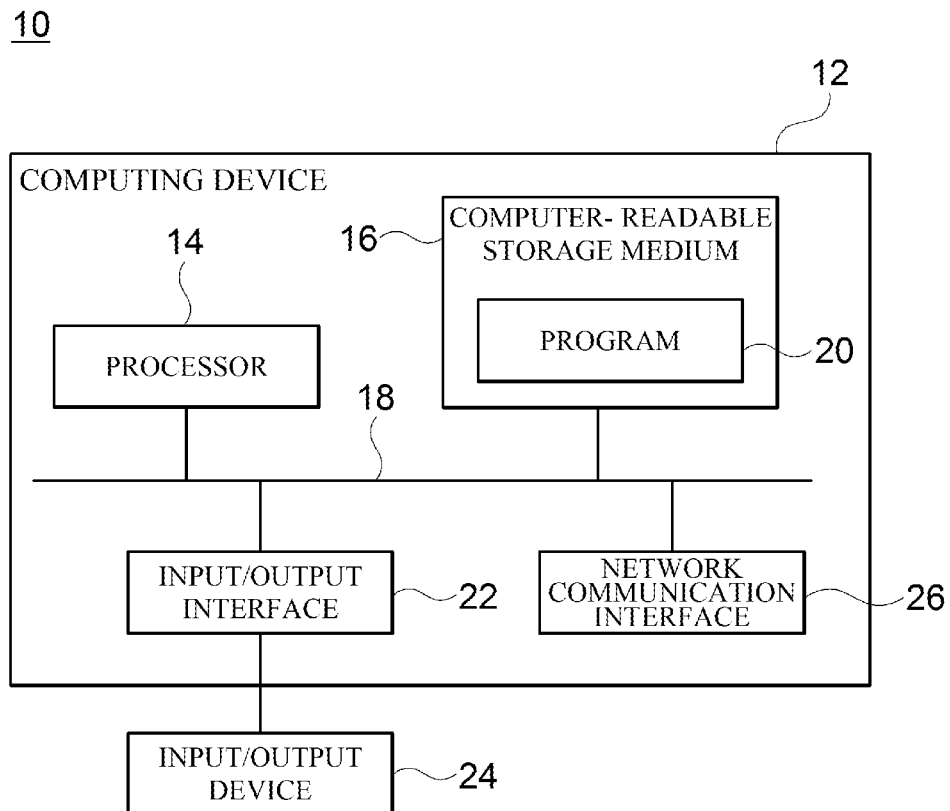 10
12
COMPUTING DEVICE
16
COMPUTER- READABLE
STORAGE MEDIUM
14
PROGRAM
20
PROCESSOR
18
INPUT/OUTPUT
INTERFACE
22
NETWORK
COMMUNICATION
INTERFACE
26
INPUT/OUTPUT
DEVICE
24